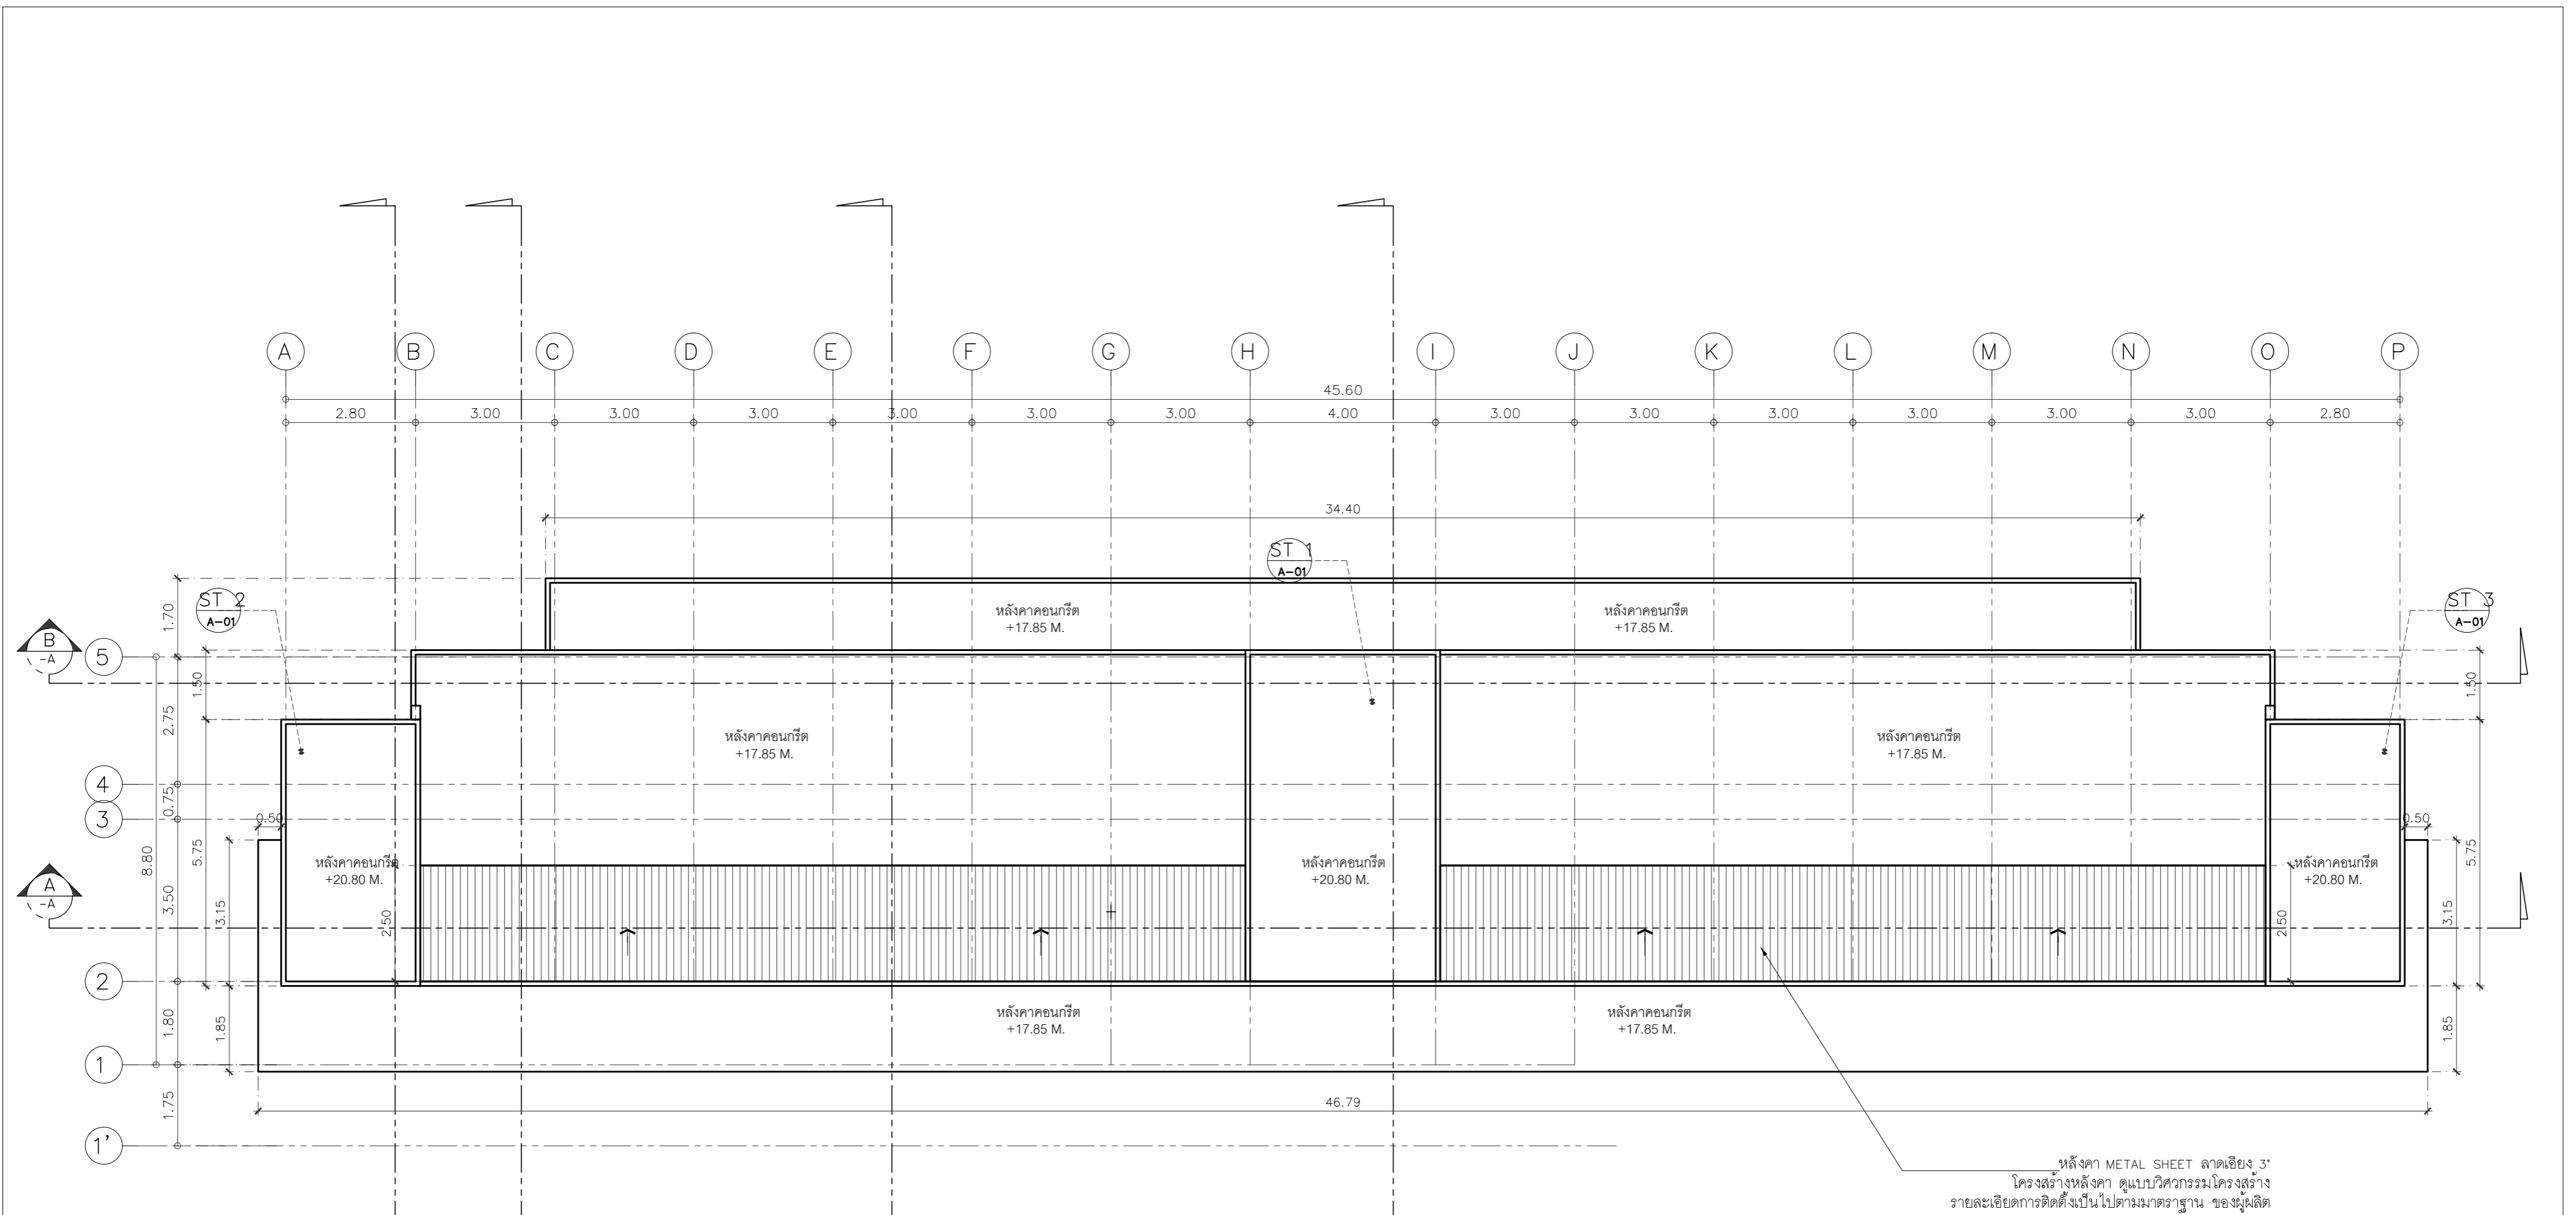 A B C D E F G H I J K L M N O P
45.60
2.80 3.00 3.00 3.00 3.00 3.00 3.00 4.00 3.00 3.00 3.00 3.00 3.00 3.00 2.80
34.40
ST 1
A-01
ST 2
A-01
ST 3
A-01
หลังคาคอนกรีต
+17.85 M.
หลังคาคอนกรีต
+17.85 M.
1.70
B
-A
5
1.50
1.50
2.75
หลังคาคอนกรีต
+17.85 M.
หลังคาคอนกรีต
+17.85 M.
4
0.75
3
0.50
0.50
8.80
5.75
5.75
หลังคาคอนกรีต
+20.80 M.
หลังคาคอนกรีต
+20.80 M.
หลังคาคอนกรีต
+20.80 M.
A
-A
3.50
3.15
2.50
2.50
3.15
2
หลังคาคอนกรีต
+17.85 M.
หลังคาคอนกรีต
+17.85 M.
1.80
1.85
1.85
1
1.75
46.79
1'
หลังคา METAL SHEET ลาดเอียง 3°
โครงสร้างหลังคา ดูแบบวิศวกรรมโครงสร้าง
รายละเอียดการติดตั้งเป็นไปตามมาตราฐาน ของผู้ผลิต